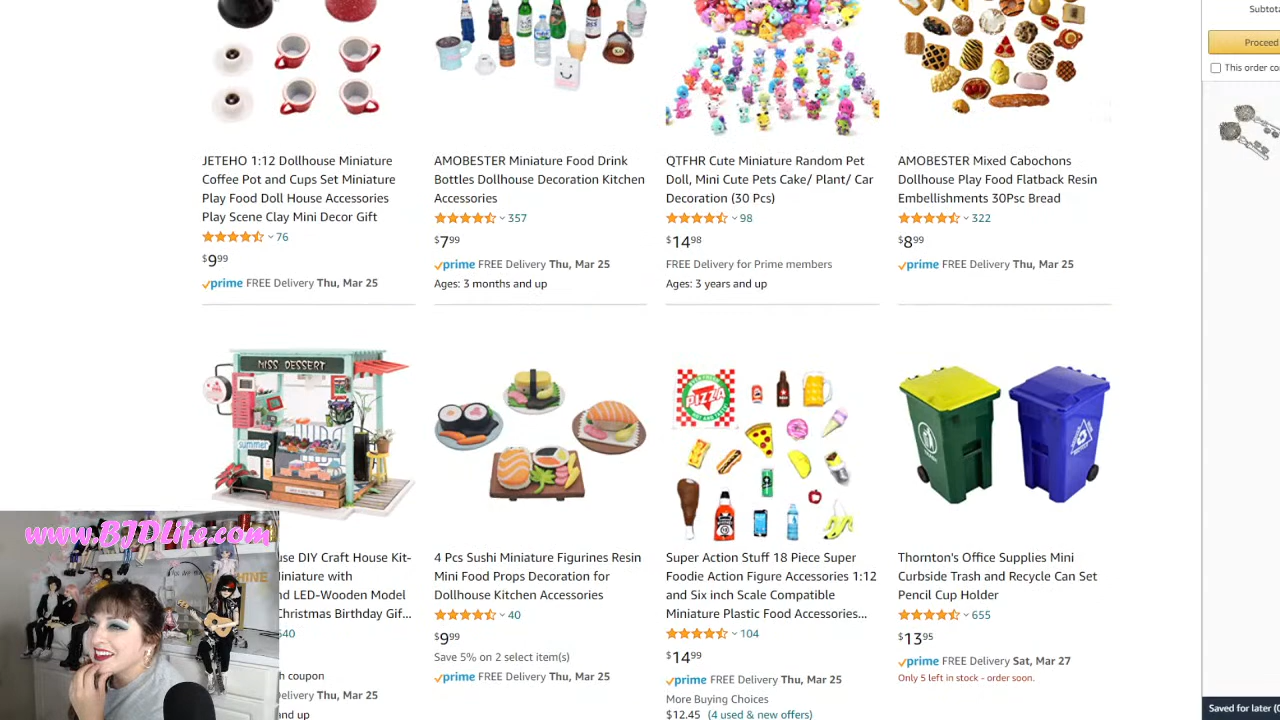 Subtota
Proceed
This order co
JETEHO 1:12 Dollhouse Miniature
Coffee Pot and Cups Set Miniature
Play Food Doll House Accessories
Play Scene Clay Mini Decor Gift
76
$9.99
prime FREE Delivery Thu, Mar 25
AMOBESTER Miniature Food Drink
Bottles Dollhouse Decoration Kitchen
Accessories
357
$7.99
prime FREE Delivery Thu, Mar 25
Ages: 3 months and up
QTFHR Cute Miniature Random Pet
Doll, Mini Cute Pets Cake/ Plant/ Car
Decoration (30 Pcs)
98
$14.98
FREE Delivery for Prime members
Ages: 3 years and up
AMOBESTER Mixed Cabochons
Dollhouse Play Food Flatback Resin
Embellishments 30Psc Bread
322
$8.99
prime FREE Delivery Thu, Mar 25
MISS DESSERT
summer
PIZZA
www.BJDLife.com
use DIY Craft House Kit-
iniature with
nd LED-Wooden Model
Christmas Birthday Gif...
540
h coupon
elivery Thu, Mar 25
and up
4 Pcs Sushi Miniature Figurines Resin
Mini Food Props Decoration for
Dollhouse Kitchen Accessories
40
$9.99
Save 5% on 2 select item(s)
prime FREE Delivery Thu, Mar 25
Super Action Stuff 18 Piece Super
Foodie Action Figure Accessories 1:12
and Six inch Scale Compatible
Miniature Plastic Food Accessories...
104
$14.99
prime FREE Delivery Thu, Mar 25
More Buying Choices
$12.45 (4 used & new offers)
Thornton's Office Supplies Mini
Curbside Trash and Recycle Can Set
Pencil Cup Holder
655
$13.95
prime FREE Delivery Sat, Mar 27
Only 5 left in stock - order soon.
Saved for later (0